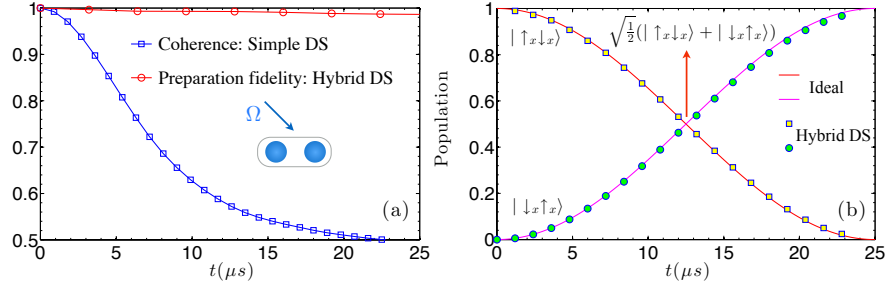 1
0.9
0.8
0.7
0.6
0.5
0
5
10
15
20
25
t(μs)
Coherence: Simple DS
Preparation fidelity: Hybrid DS
Ω
(a)
Population
1
0.8
0.6
0.4
0.2
0
0
5
10
15
20
25
t(μs)
| ↑ₓ↓ₓ⟩
√½(| ↑ₓ↓ₓ⟩ + | ↓ₓ↑ₓ⟩)
Ideal
Hybrid DS
| ↓ₓ↑ₓ⟩
(b)